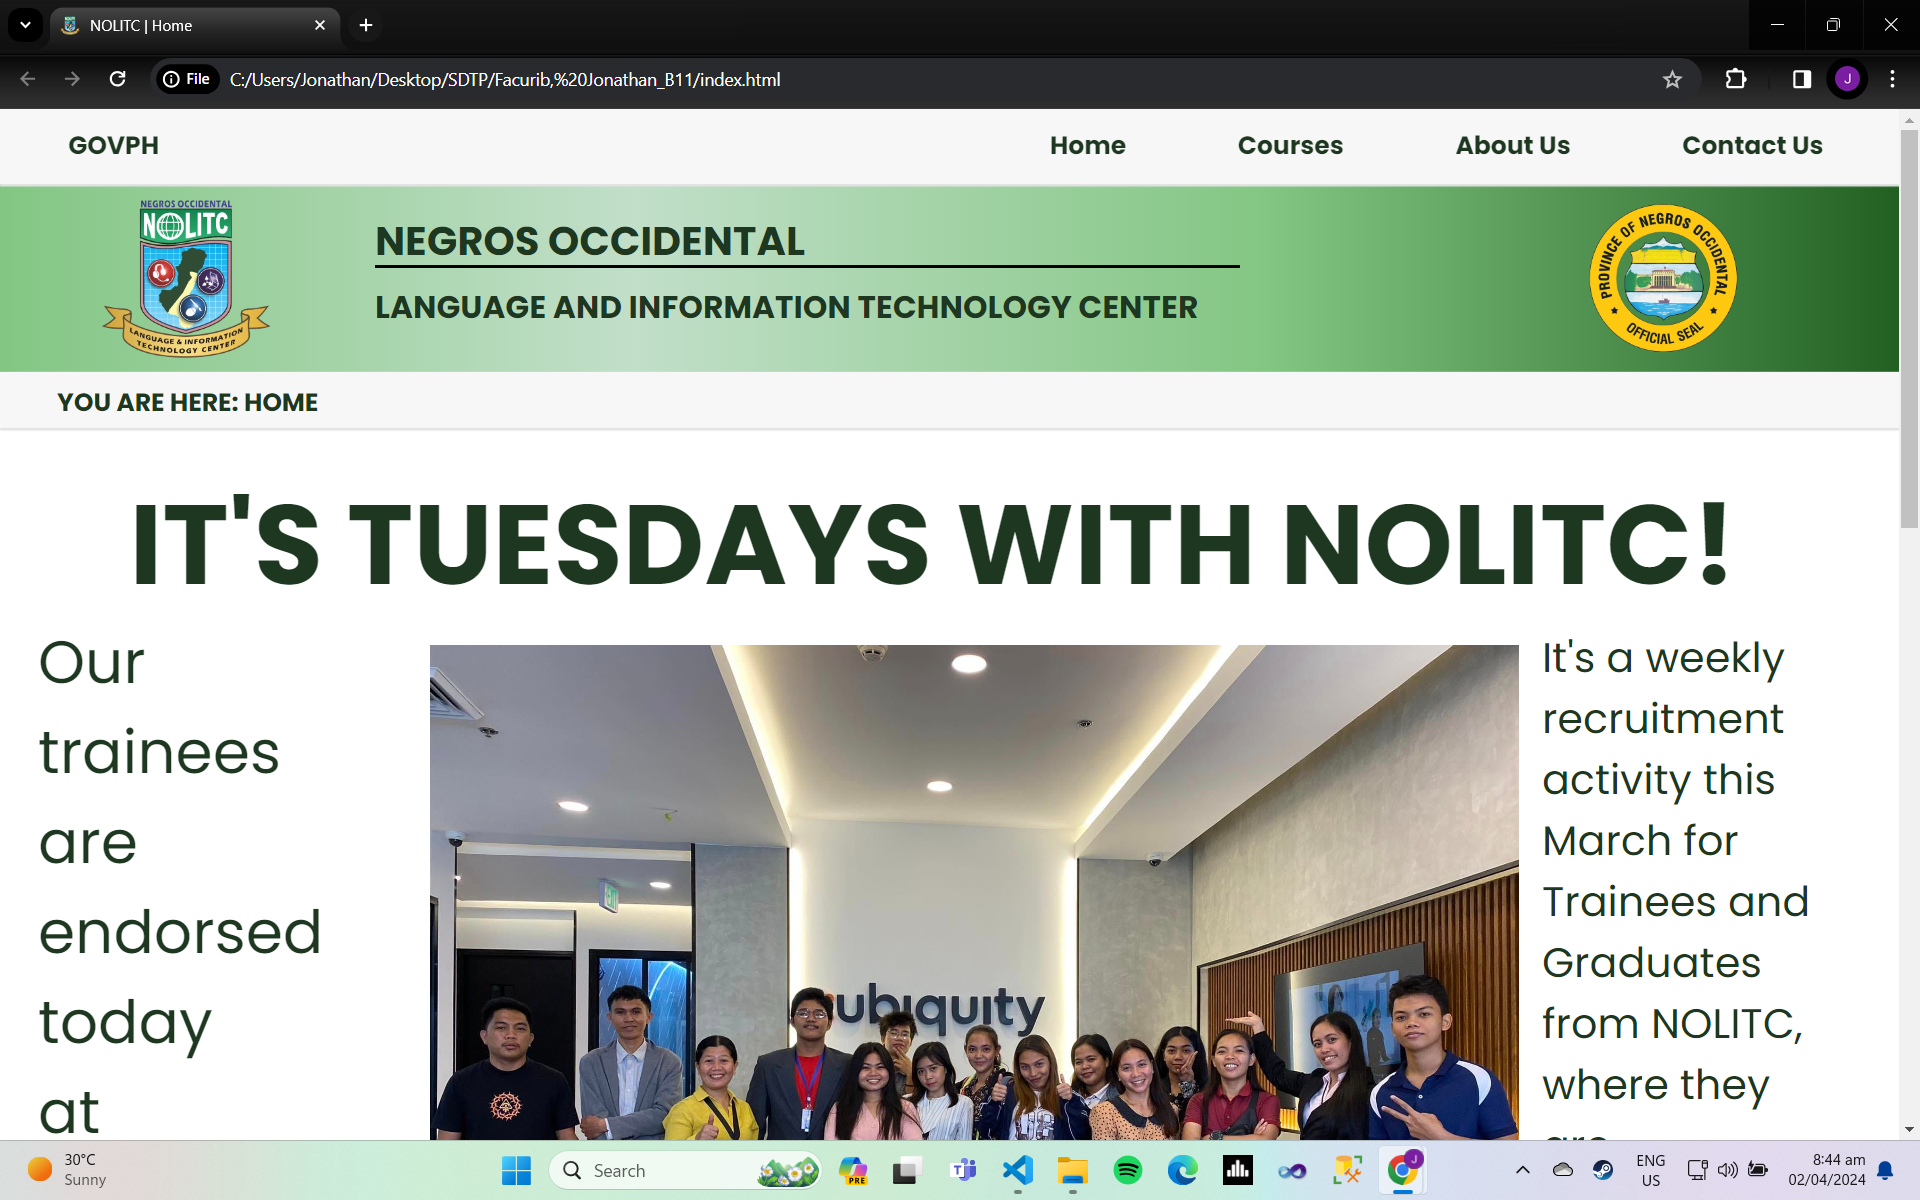 NOLITC | Home
File
C:/Users/Jonathan/Desktop/SDTP/Facurib,%20Jonathan_B11/index.html
J
GOVPH
Home
Courses
About Us
Contact Us
NEGROS OCCIDENTAL
NOLITC
LANGUAGE & INFORMATION
TECHNOLOGY CENTER
NEGROS OCCIDENTAL
LANGUAGE AND INFORMATION TECHNOLOGY CENTER
PROVINCE OF NEGROS OCCIDENTAL
OFFICIAL SEAL
YOU ARE HERE: HOME
IT'S TUESDAYS WITH NOLITC!
Our
trainees
are
endorsed
today
at
ubiquity
It's a weekly
recruitment
activity this
March for
Trainees and
Graduates
from NOLITC,
where they
are
30°C
Sunny
Search
PRE
J
ENG
US
8:44 am
02/04/2024